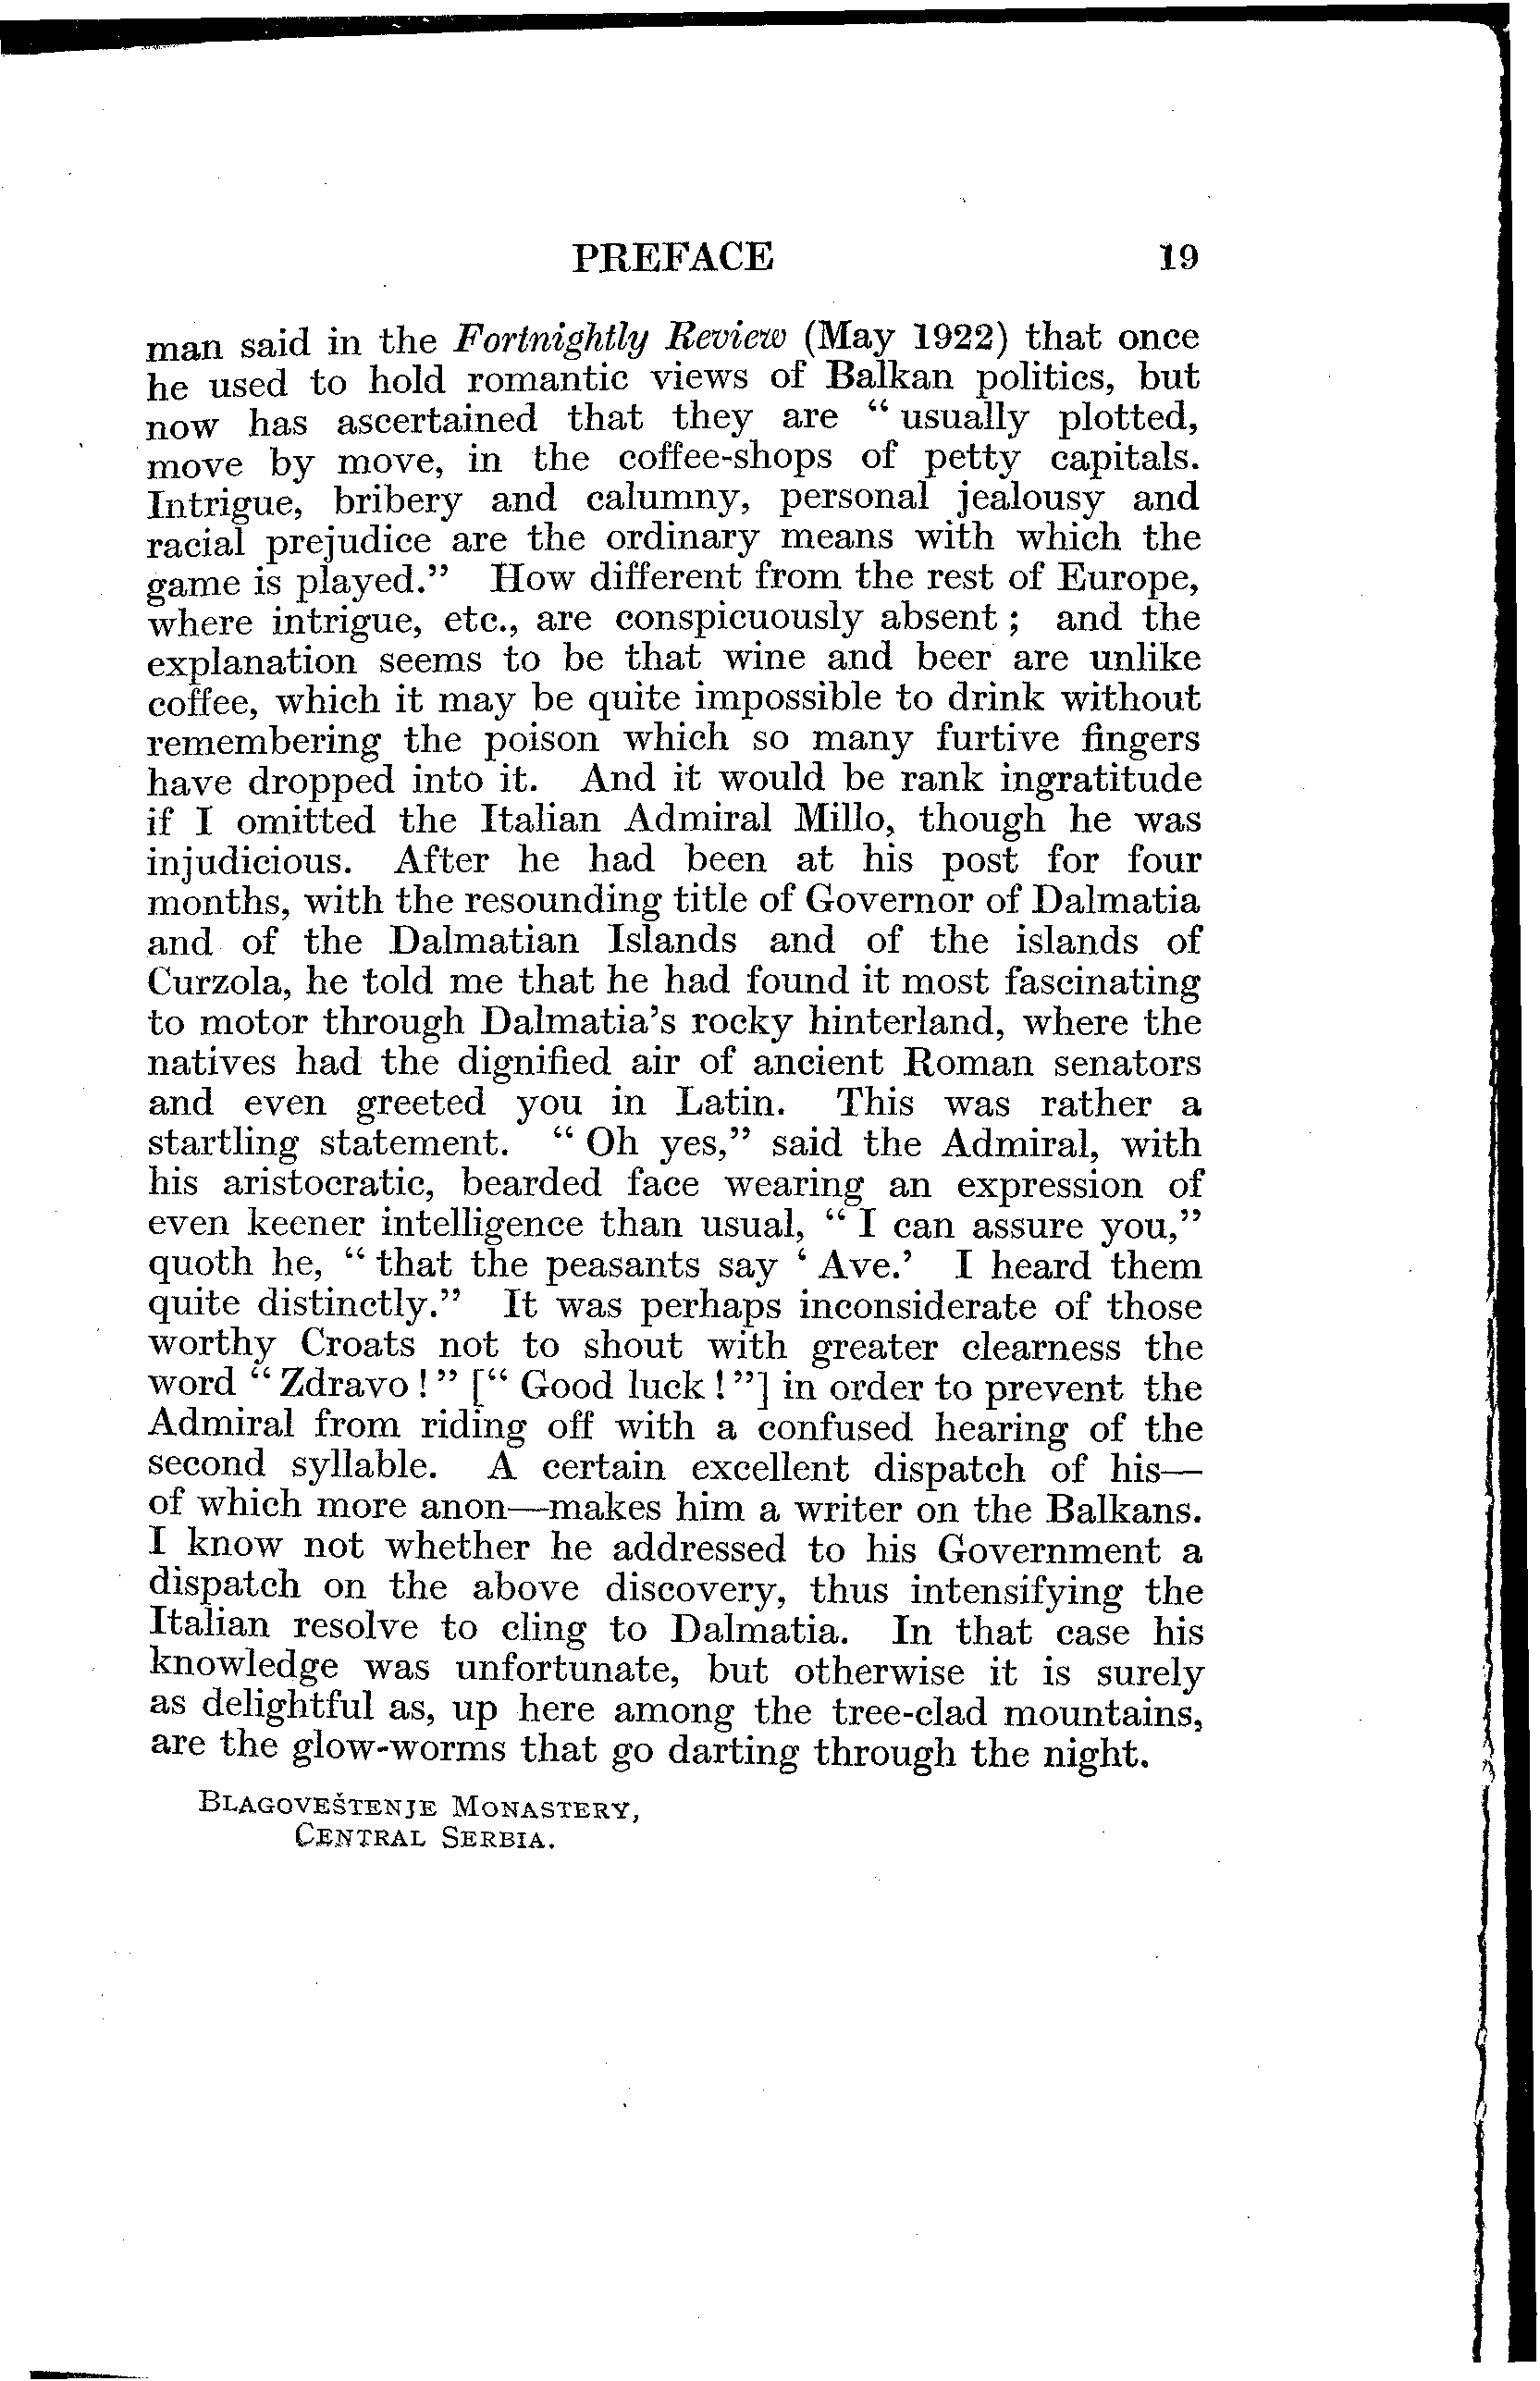 PREFACE 19
man said in the Fortnightly Review (May 1922) that once
he used to hold romantic views of Balkan politics, but
now has ascertained that they are “ usually plotted,
move by move, in the coffee-shops of petty capitals.
Intrigue, bribery and calumny, personal jealousy and
racial prejudice are the ordinary means with which the
game is played.” How different from the rest of Europe,
where intrigue, etc., are conspicuously absent ; and the
explanation seems to be that wine and beer are unlike
coffee, which it may be quite impossible to drink without
remembering the poison which so many furtive fingers
have dropped into it. And it would be rank ingratitude
if I omitted the Italian Admiral Millo, though he was
injudicious. After he had been at his post for four
months, with the resounding title of Governor of Dalmatia
and of the Dalmatian Islands and of the islands of
Curzola, he told me that he had found it most fascinating
to motor through Dalmatia’s rocky hinterland, where the
natives had the dignified air of ancient Roman senators
and even greeted you in Latin. This was rather a
startling statement. “ Oh yes,” said the Admiral, with
his aristocratic, bearded face wearing an expression of
even keener intelligence than usual, “ I can assure you,”
quoth he, “ that the peasants say ‘ Ave.’ I heard them
quite distinctly.” It was perhaps inconsiderate of those
worthy Croats not to shout with greater clearness the
word “ Zdravo ! ” [“ Good luck ! ”] in order to prevent the
Admiral from riding off with a confused hearing of the
second syllable. A certain excellent dispatch of his—
of which more anon—makes him a writer on the Balkans.
I know not whether he addressed to his Government a
dispatch on the above discovery, thus intensifying the
Italian resolve to cling to Dalmatia. In that case his
knowledge was unfortunate, but otherwise it is surely
as delightful as, up here among the tree-clad mountains,
are the glow-worms that go darting through the night.
BLAGOVEŠTENJE MONASTERY,
CENTRAL SERBIA.